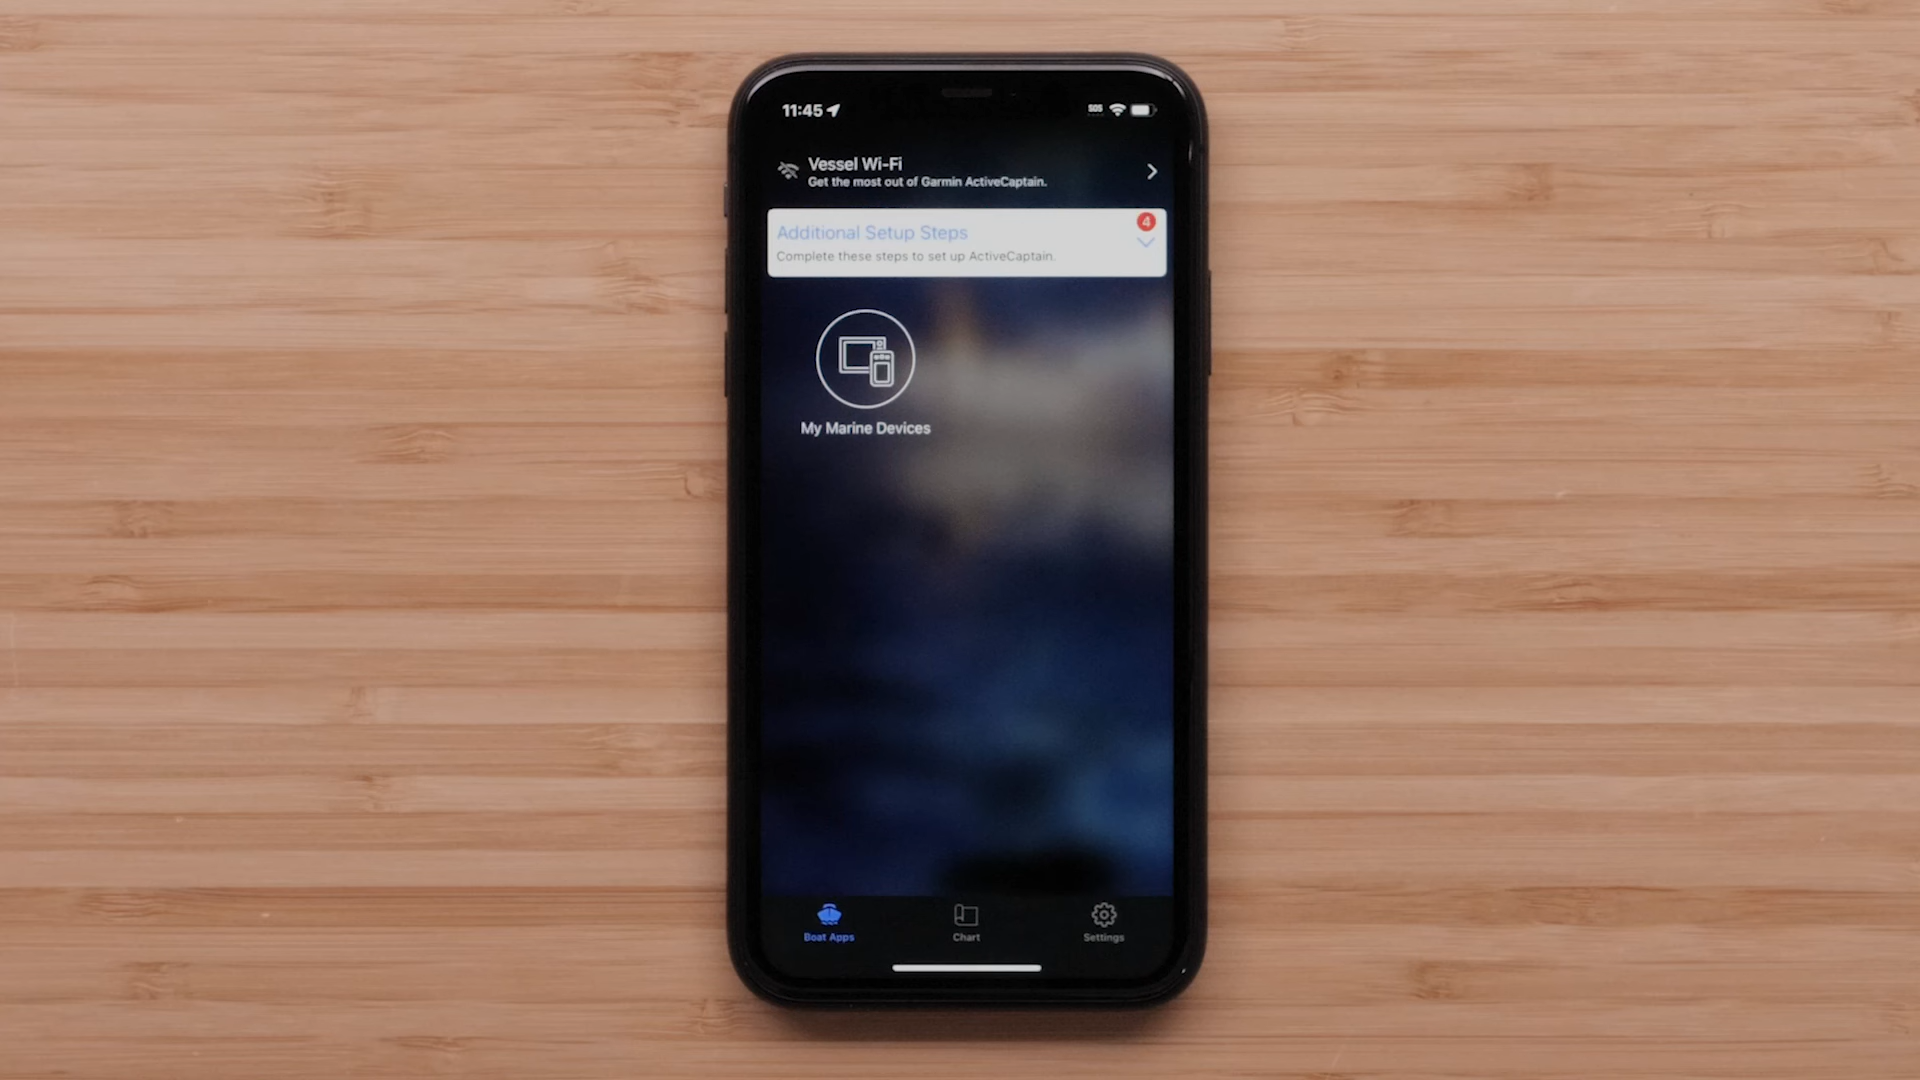 11:45
SOS
Vessel Wi-Fi
Get the most out of Garmin ActiveCaptain.
4
Additional Setup Steps
Complete these steps to set up ActiveCaptain.
My Marine Devices
Boat Apps
Chart
Settings